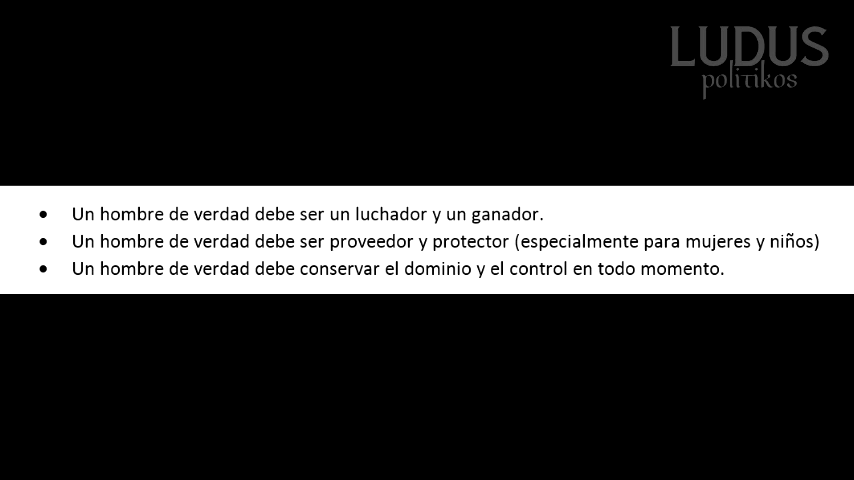 LUDUS
politikos
• Un hombre de verdad debe ser un luchador y un ganador.
• Un hombre de verdad debe ser proveedor y protector (especialmente para mujeres y niños)
• Un hombre de verdad debe conservar el dominio y el control en todo momento.